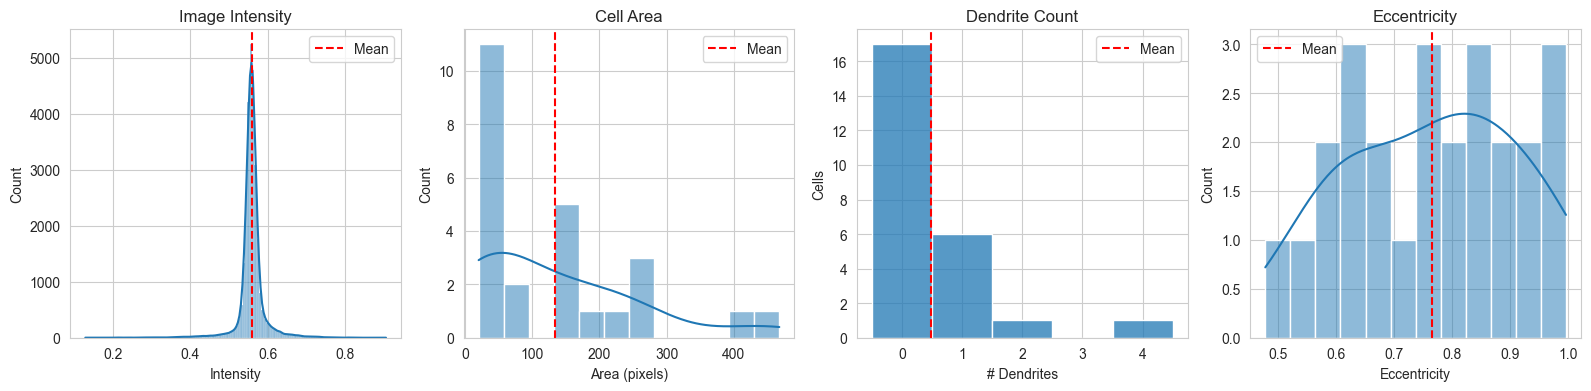 Image Intensity
Mean
5000
4000
3000
2000
1000
0
Count
0.2 0.4 0.6 0.8
Intensity
Cell Area
Mean
10
8
6
4
2
0
Count
0 100 200 300 400
Area (pixels)
Dendrite Count
Mean
16
14
12
10
8
6
4
2
0
Cells
0 1 2 3 4
# Dendrites
Eccentricity
Mean
3.0
2.5
2.0
1.5
1.0
0.5
0.0
Count
0.5 0.6 0.7 0.8 0.9 1.0
Eccentricity